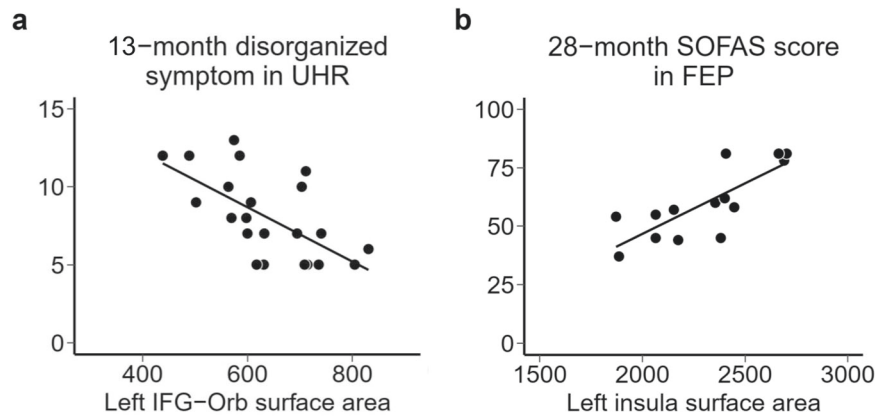 a
13−month disorganized
symptom in UHR
15
10
5
0
400 600 800
Left IFG−Orb surface area
b
28−month SOFAS score
in FEP
100
75
50
25
0
1500 2000 2500 3000
Left insula surface area